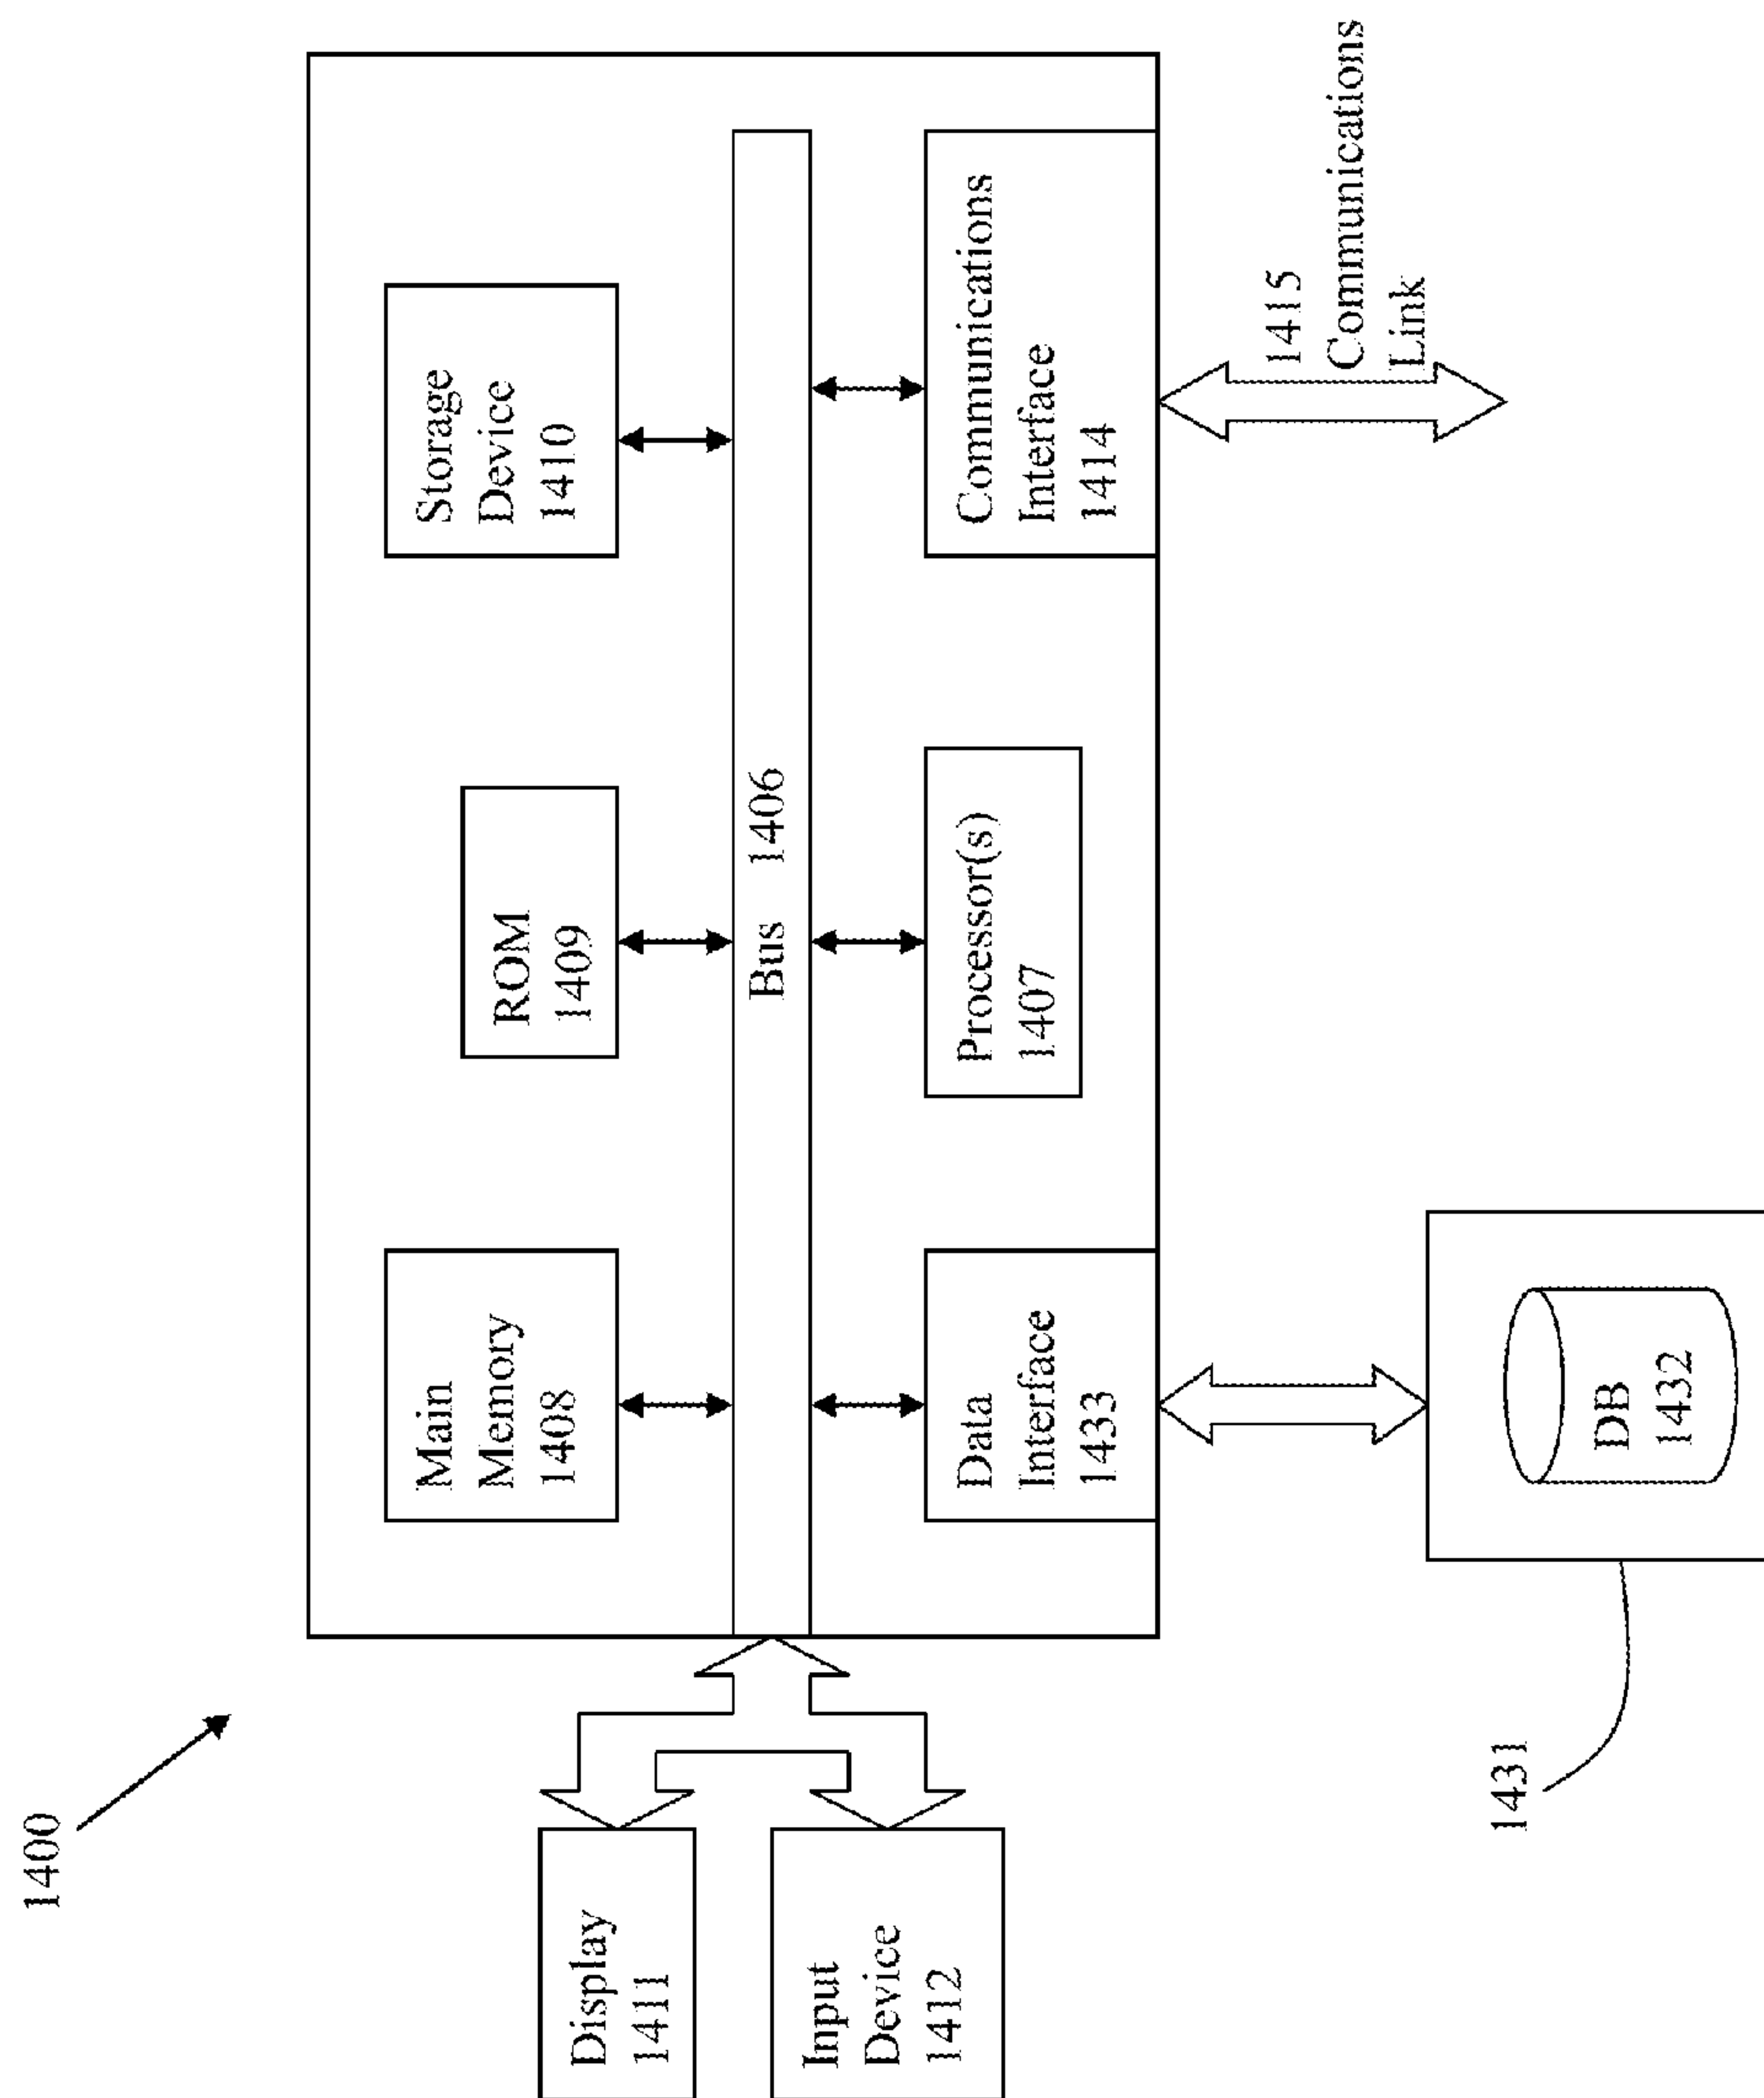 1400
Display
1411
Input
Device
1412
Main
Memory
1408
ROM
1409
Storage
Device
1410
Bus 1406
Data
Interface
1433
Processor(s)
1407
Communications
Interface
1414
1415
Communications
Link
DB
1432
1431